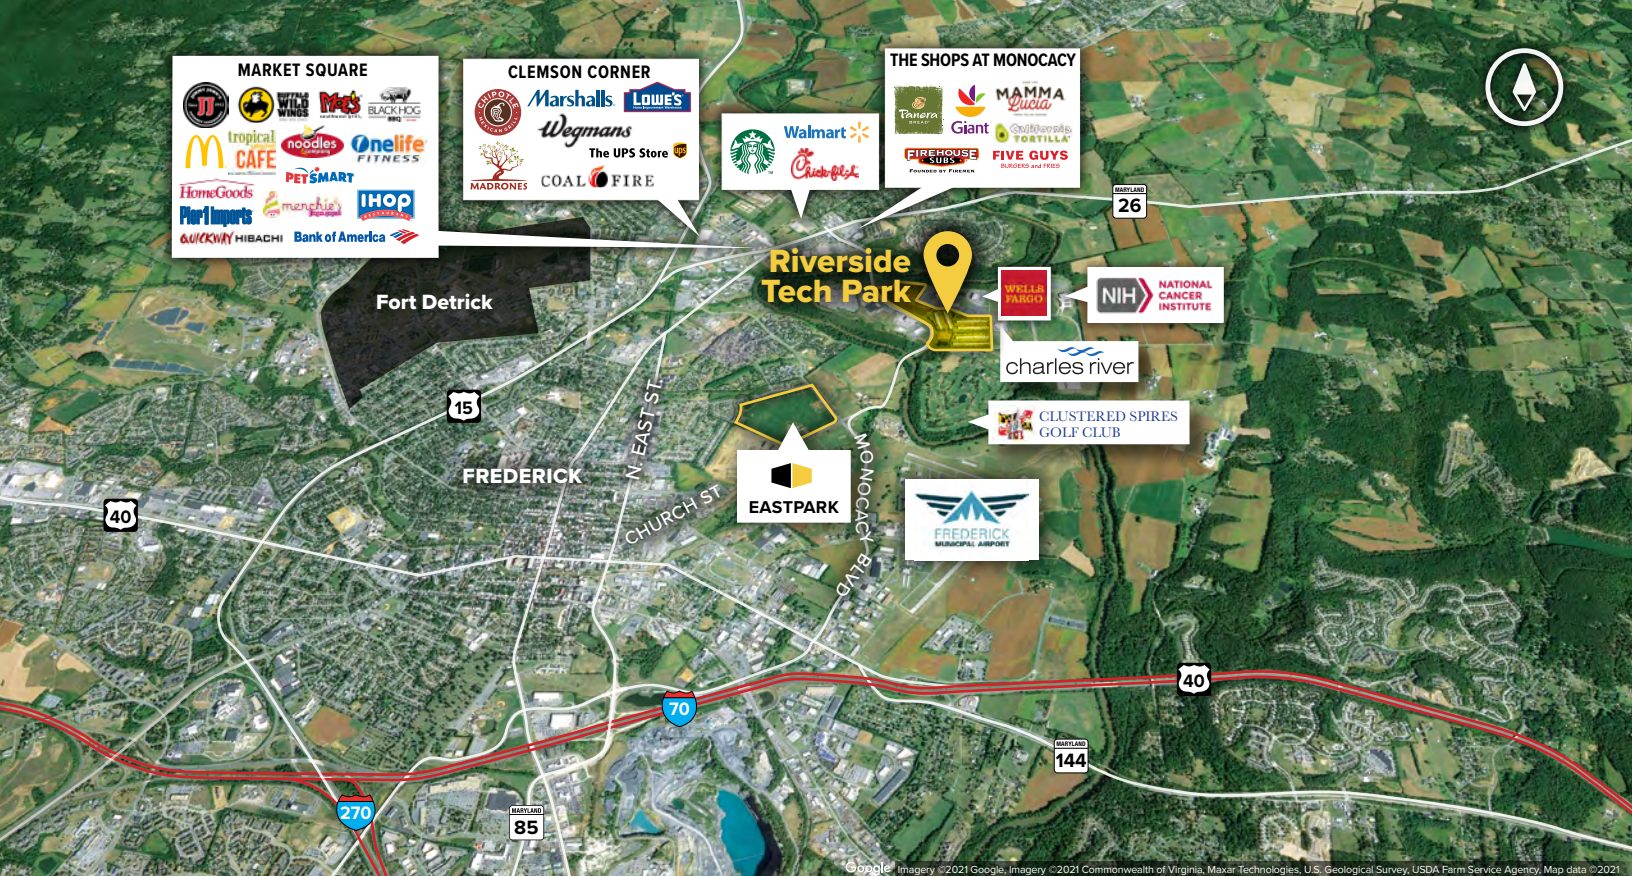 MARKET SQUARE
JJ
BUFFALO
WILD
WINGS
MOE'S
SOUTHWEST GRILL
BLACK HOG
BBQ
tropical
CAFE
noodles
& company
Onelife
FITNESS
PETSMART
HomeGoods
Pier 1 Imports
menchie's
IHOP
RESTAURANT
QUICKWAY HIBACHI
Bank of America
CLEMSON CORNER
CHIPOTLE
MEXICAN GRILL
Marshalls.
LOWE'S
Wegmans
The UPS Store
ups
MADRONES
COAL FIRE
Walmart
Chick-fil-A
THE SHOPS AT MONOCACY
Panera
BREAD
Giant
MAMMA
Lucia
California
TORTILLA
FIREHOUSE
SUBS
FOUNDED BY FIREMEN
FIVE GUYS
BURGERS and FRIES
MARYLAND
26
Riverside
Tech Park
WELLS
FARGO
NIH
NATIONAL
CANCER
INSTITUTE
charles river
Fort Detrick
15
N EAST ST.
CLUSTERED SPIRES
GOLF CLUB
FREDERICK
EASTPARK
MONOCACY BLVD
CHURCH ST
FREDERICK
MUNICIPAL AIRPORT
40
40
70
MARYLAND
144
270
MARYLAND
85
Google Imagery ©2021 Google, Imagery ©2021 Commonwealth of Virginia, Maxar Technologies, U.S. Geological Survey, USDA Farm Service Agency, Map data ©2021